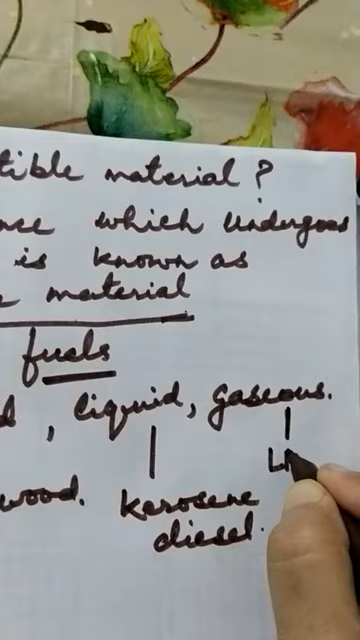 tible material?
nce which undergoes
is known as
material
fuels
, liquid, gaseous.
wood. kerosene
diesel.